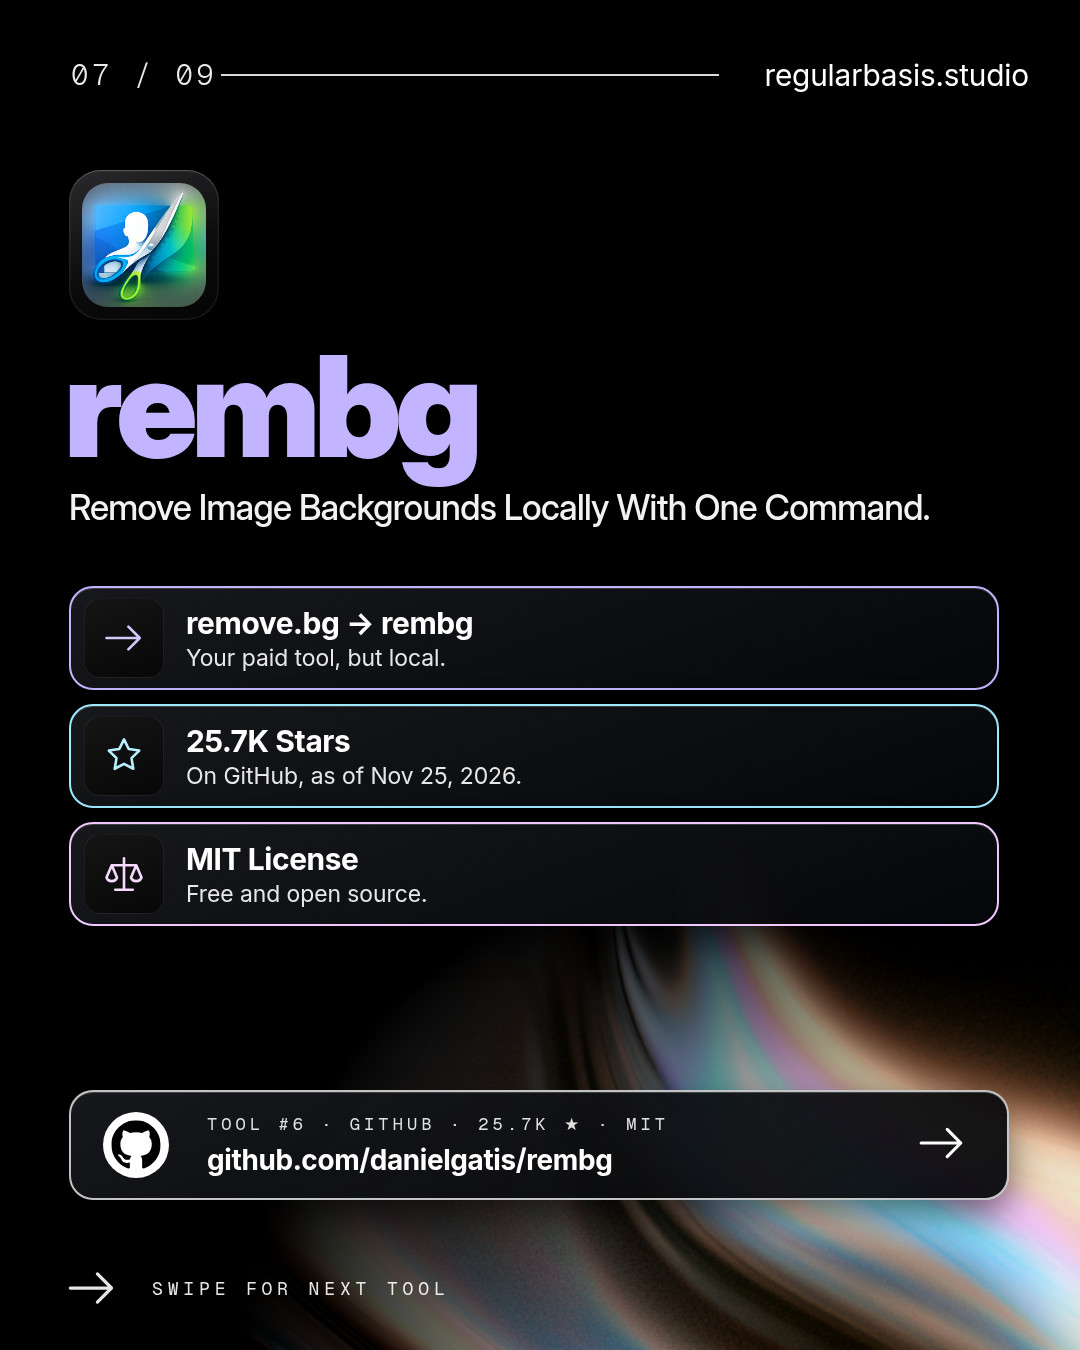 07 / 09
regularbasis.studio
rembg
Remove Image Backgrounds Locally With One Command.
remove.bg → rembg
Your paid tool, but local.
25.7K Stars
On GitHub, as of Nov 25, 2026.
MIT License
Free and open source.
TOOL #6 · GITHUB · 25.7K ★ · MIT
github.com/danielgatis/rembg
SWIPE FOR NEXT TOOL